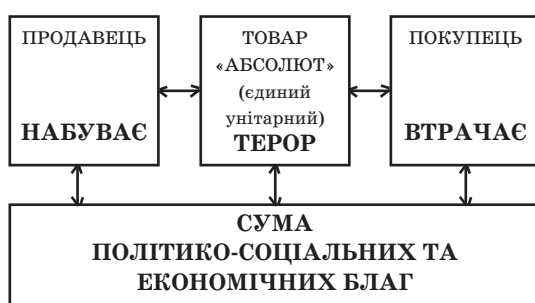 ПРОДАВЕЦЬ
НАБУВАЄ
ТОВАР
«АБСОЛЮТ»
(єдиний
унітарний)
ТЕРОР
ПОКУПЕЦЬ
ВТРАЧАЄ
СУМА
ПОЛІТИКО-СОЦІАЛЬНИХ ТА
ЕКОНОМІЧНИХ БЛАГ